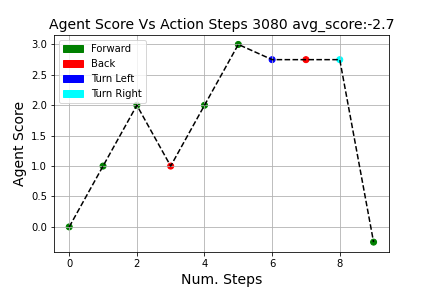 Agent Score Vs Action Steps 3080 avg_score:-2.7
Forward
Back
Turn Left
Turn Right
3.0
2.5
2.0
1.5
1.0
0.5
0.0
Agent Score
0 2 4 6 8
Num. Steps